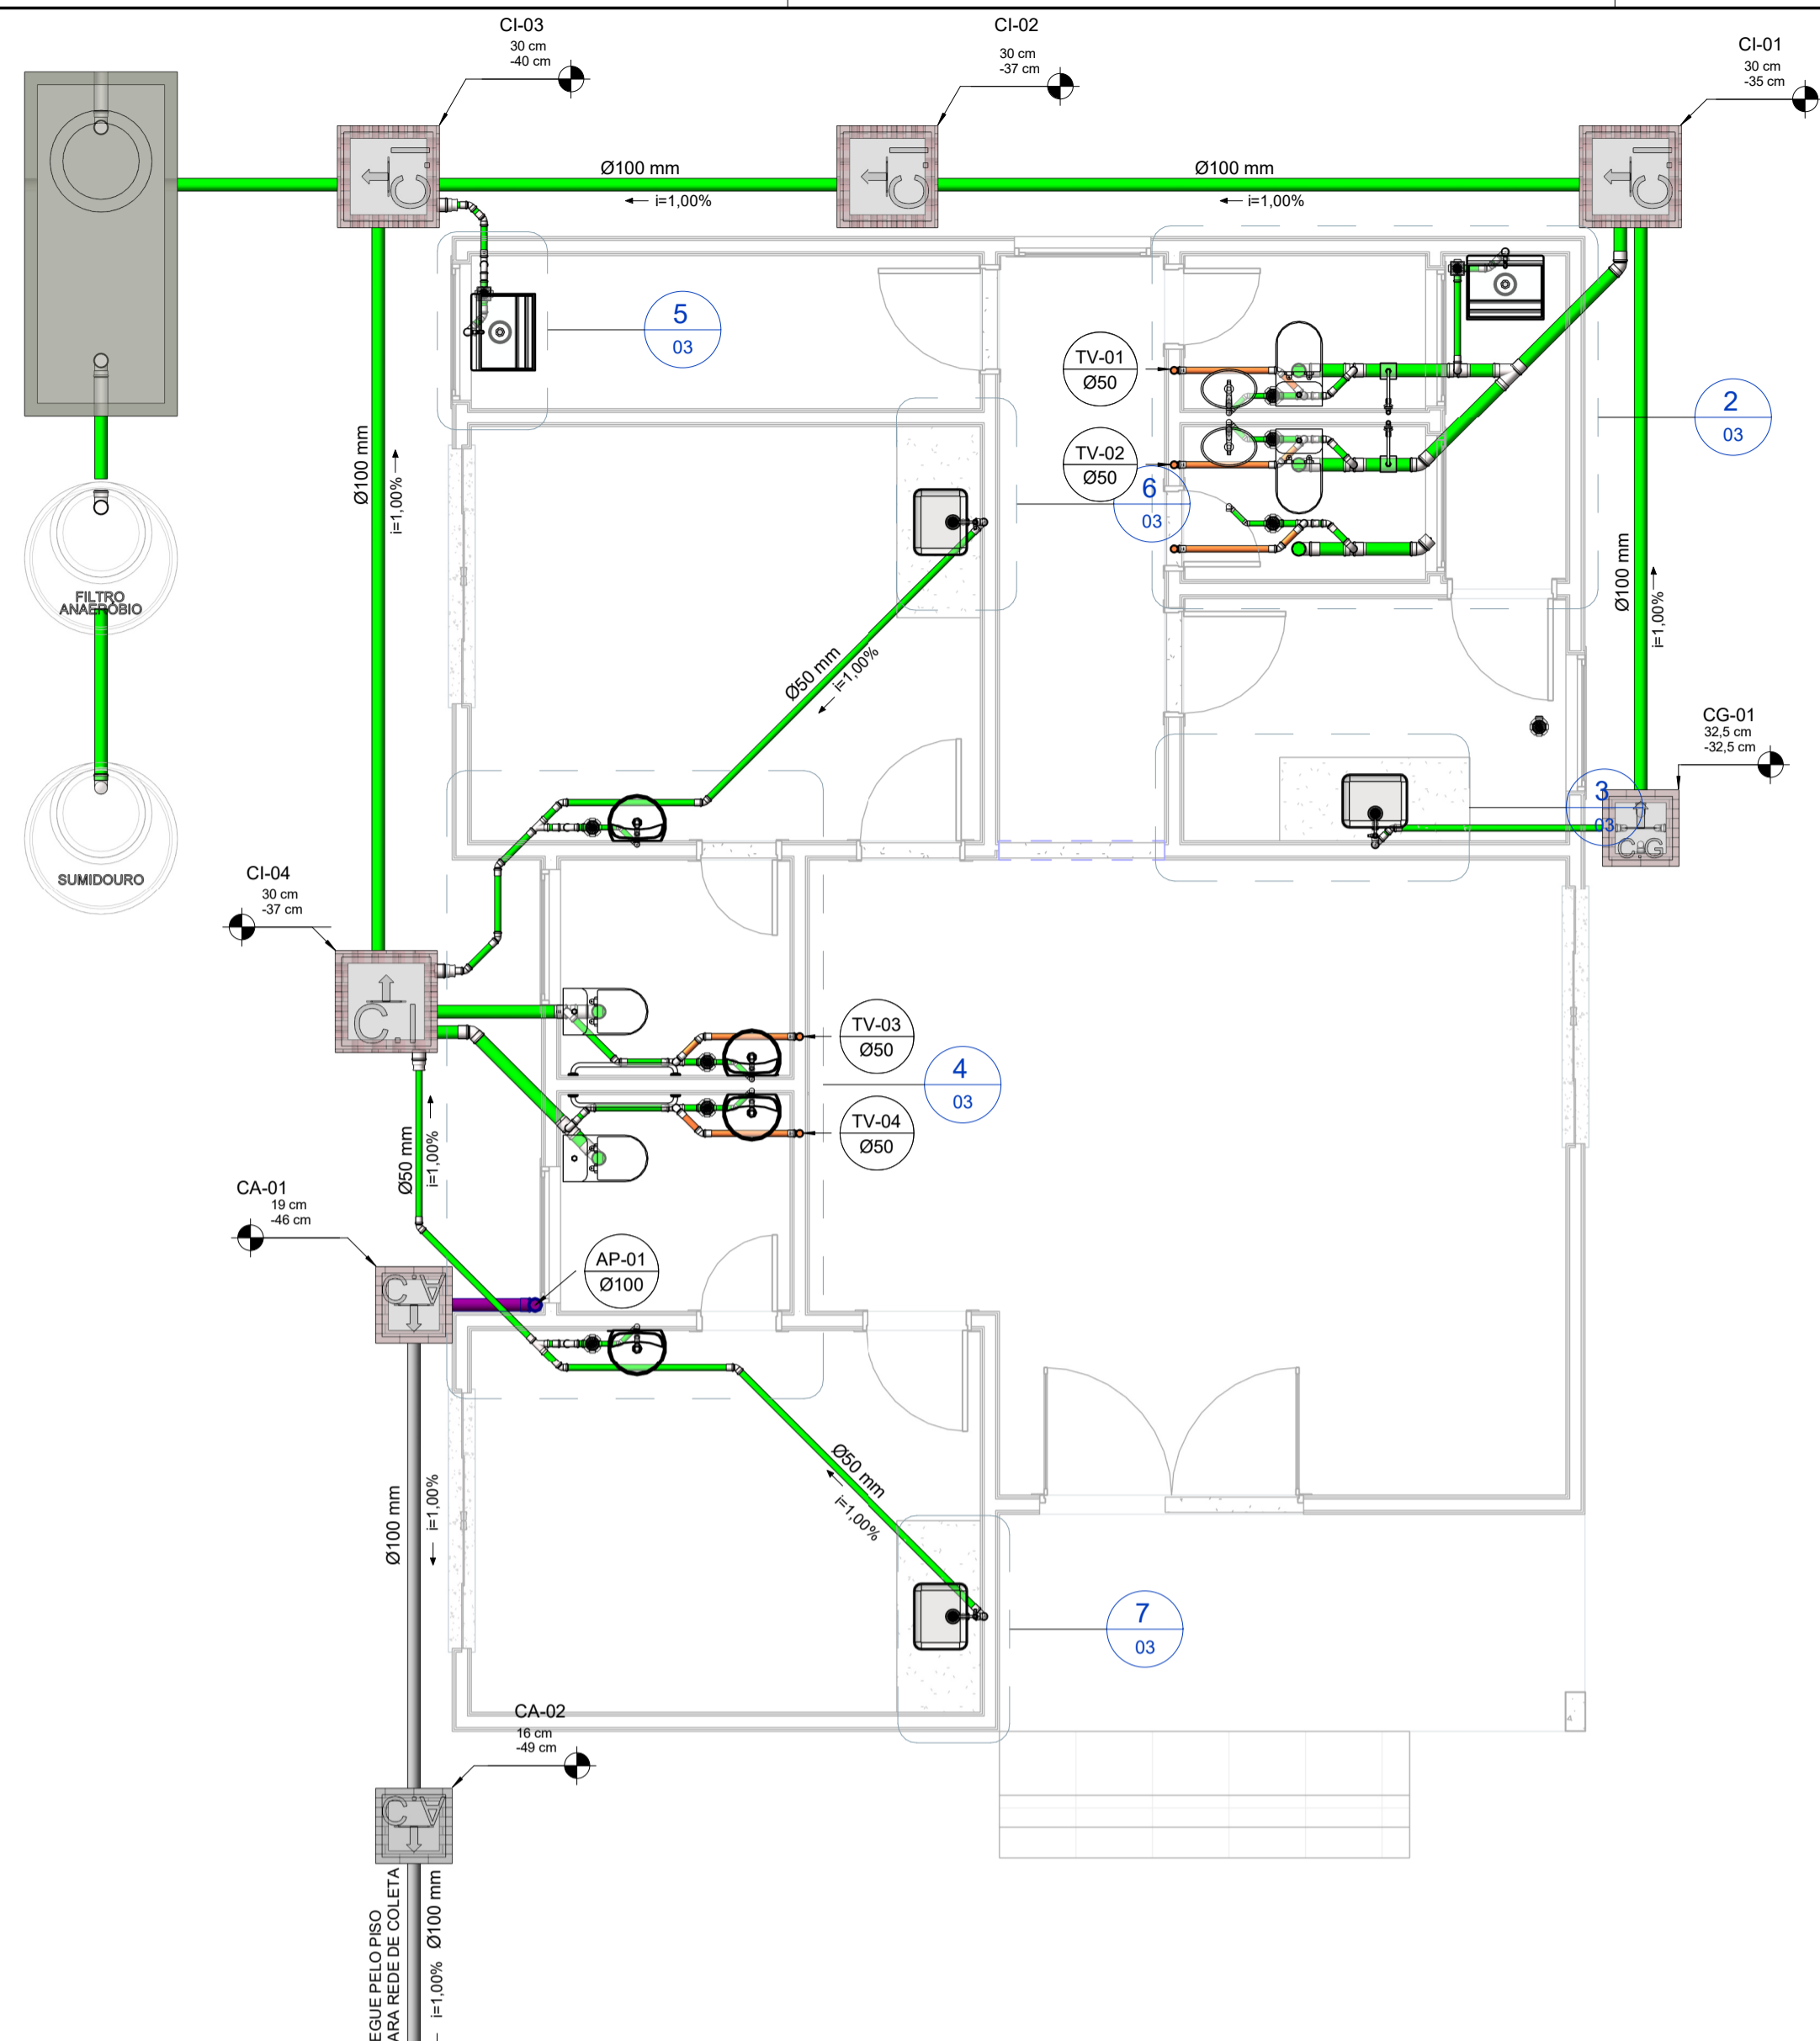 CI-03
30 cm
-40 cm
CI-02
30 cm
-37 cm
CI-01
30 cm
-35 cm
C.I
C.I
C.I
Ø100 mm
i=1,00%
Ø100 mm
i=1,00%
5
03
TV-01
Ø50
TV-02
Ø50
2
03
6
03
Ø100 mm
i=1,00%
Ø100 mm
i=1,00%
FILTRO
ANAERÓBIO
Ø50 mm
i=1,00%
CG-01
32,5 cm
-32,5 cm
3
03
C.G
SUMIDOURO
CI-04
30 cm
-37 cm
C.I
TV-03
Ø50
4
03
TV-04
Ø50
Ø50 mm
i=1,00%
CA-01
19 cm
-46 cm
C.A
AP-01
Ø100
Ø50 mm
i=1,00%
Ø100 mm
i=1,00%
7
03
CA-02
16 cm
-49 cm
4
C.A
EGUE PELO PISO
ARA REDE DE COLETA
Ø100 mm
i=1,00%